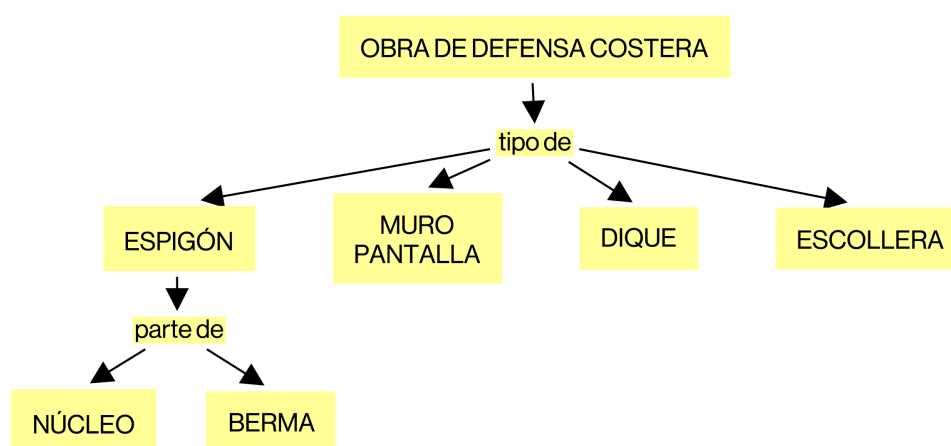 OBRA DE DEFENSA COSTERA
tipo de
ESPIGÓN
MURO
PANTALLA
DIQUE
ESCOLLERA
parte de
NÚCLEO
BERMA